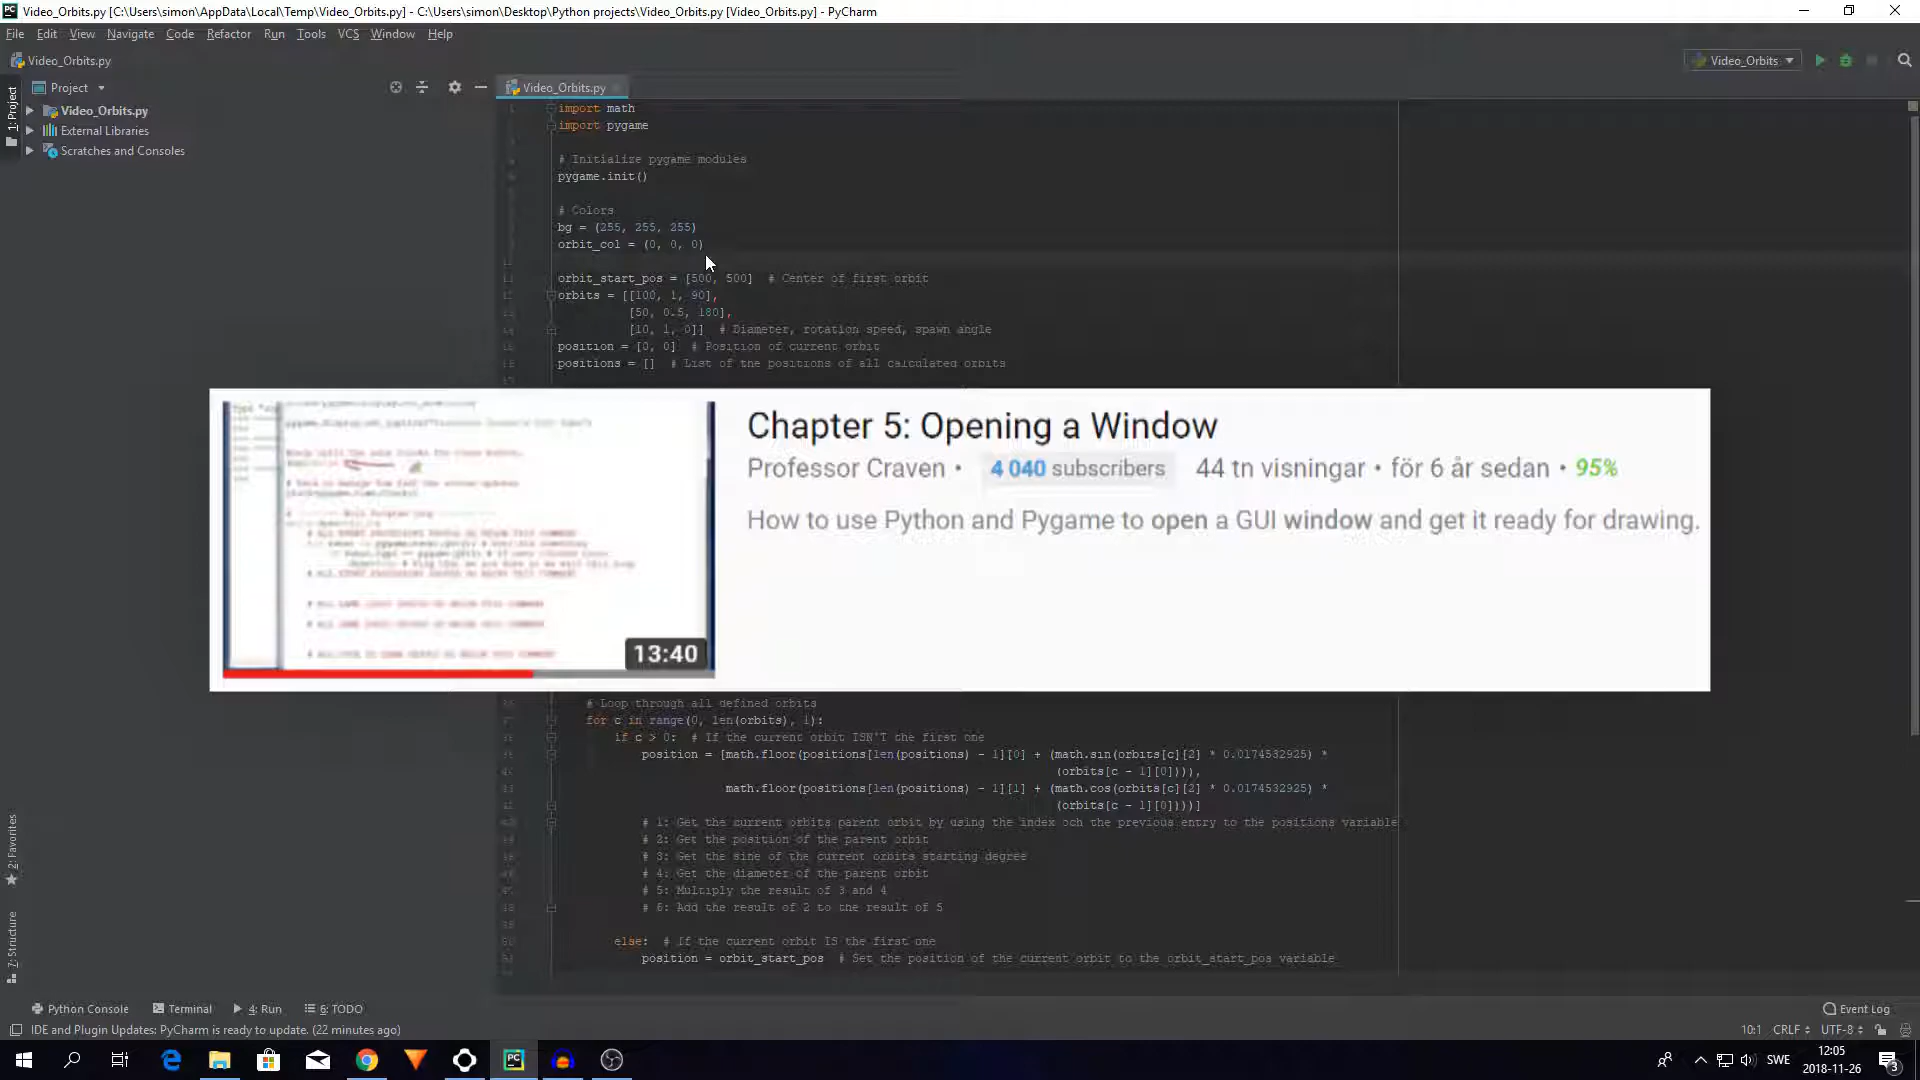 Video_Orbits.py [C:\Users\simon\AppData\Local\Temp\Video_Orbits.py] - C:\Users\simon\Desktop\Python projects\Video_Orbits.py [Video_Orbits.py] - PyCharm
File Edit View Navigate Code Refactor Run Tools VCS Window Help
Video_Orbits.py
Video_Orbits
Project
Video_Orbits.py
1: Project
Video_Orbits.py
External Libraries
Scratches and Consoles
import math
import pygame
# Initialize pygame modules
pygame.init()
# Colors
bg = (255, 255, 255)
orbit_col = (0, 0, 0)
orbit_start_pos = [500, 500]  # Center of first orbit
orbits = [[100, 1, 90],
[50, 0.5, 180],
[10, 1, 0]]  # Diameter, rotation speed, spawn angle
position = [0, 0]  # Position of current orbit
positions = []  # List of the positions of all calculated orbits
Chapter 5: Opening a Window
Professor Craven • 4 040 subscribers 44 tn visningar • för 6 år sedan • 95%
How to use Python and Pygame to open a GUI window and get it ready for drawing.
13:40
# Loop through all defined orbits
for c in range(0, len(orbits), 1):
if c > 0:  # If the current orbit ISN'T the first one
position = [math.floor(positions[len(positions) - 1][0] + (math.sin(orbits[c][2] * 0.0174532925) *
(orbits[c - 1][0]))),
math.floor(positions[len(positions) - 1][1] + (math.cos(orbits[c][2] * 0.0174532925) *
(orbits[c - 1][0])))]
# 1: Get the current orbits parent orbit by using the index och the previous entry to the positions variable
# 2: Get the position of the parent orbit
# 3: Get the sine of the current orbits starting degree
# 4: Get the diameter of the parent orbit
# 5: Multiply the result of 3 and 4
# 6: Add the result of 2 to the result of 5
else:  # If the current orbit IS the first one
position = orbit_start_pos  # Set the position of the current orbit to the orbit_start_pos variable
2: Favorites
7: Structure
Python Console Terminal 4: Run 6: TODO Event Log
IDE and Plugin Updates: PyCharm is ready to update. (22 minutes ago) 10:1 CRLF UTF-8
SWE 12:05
2018-11-26 3